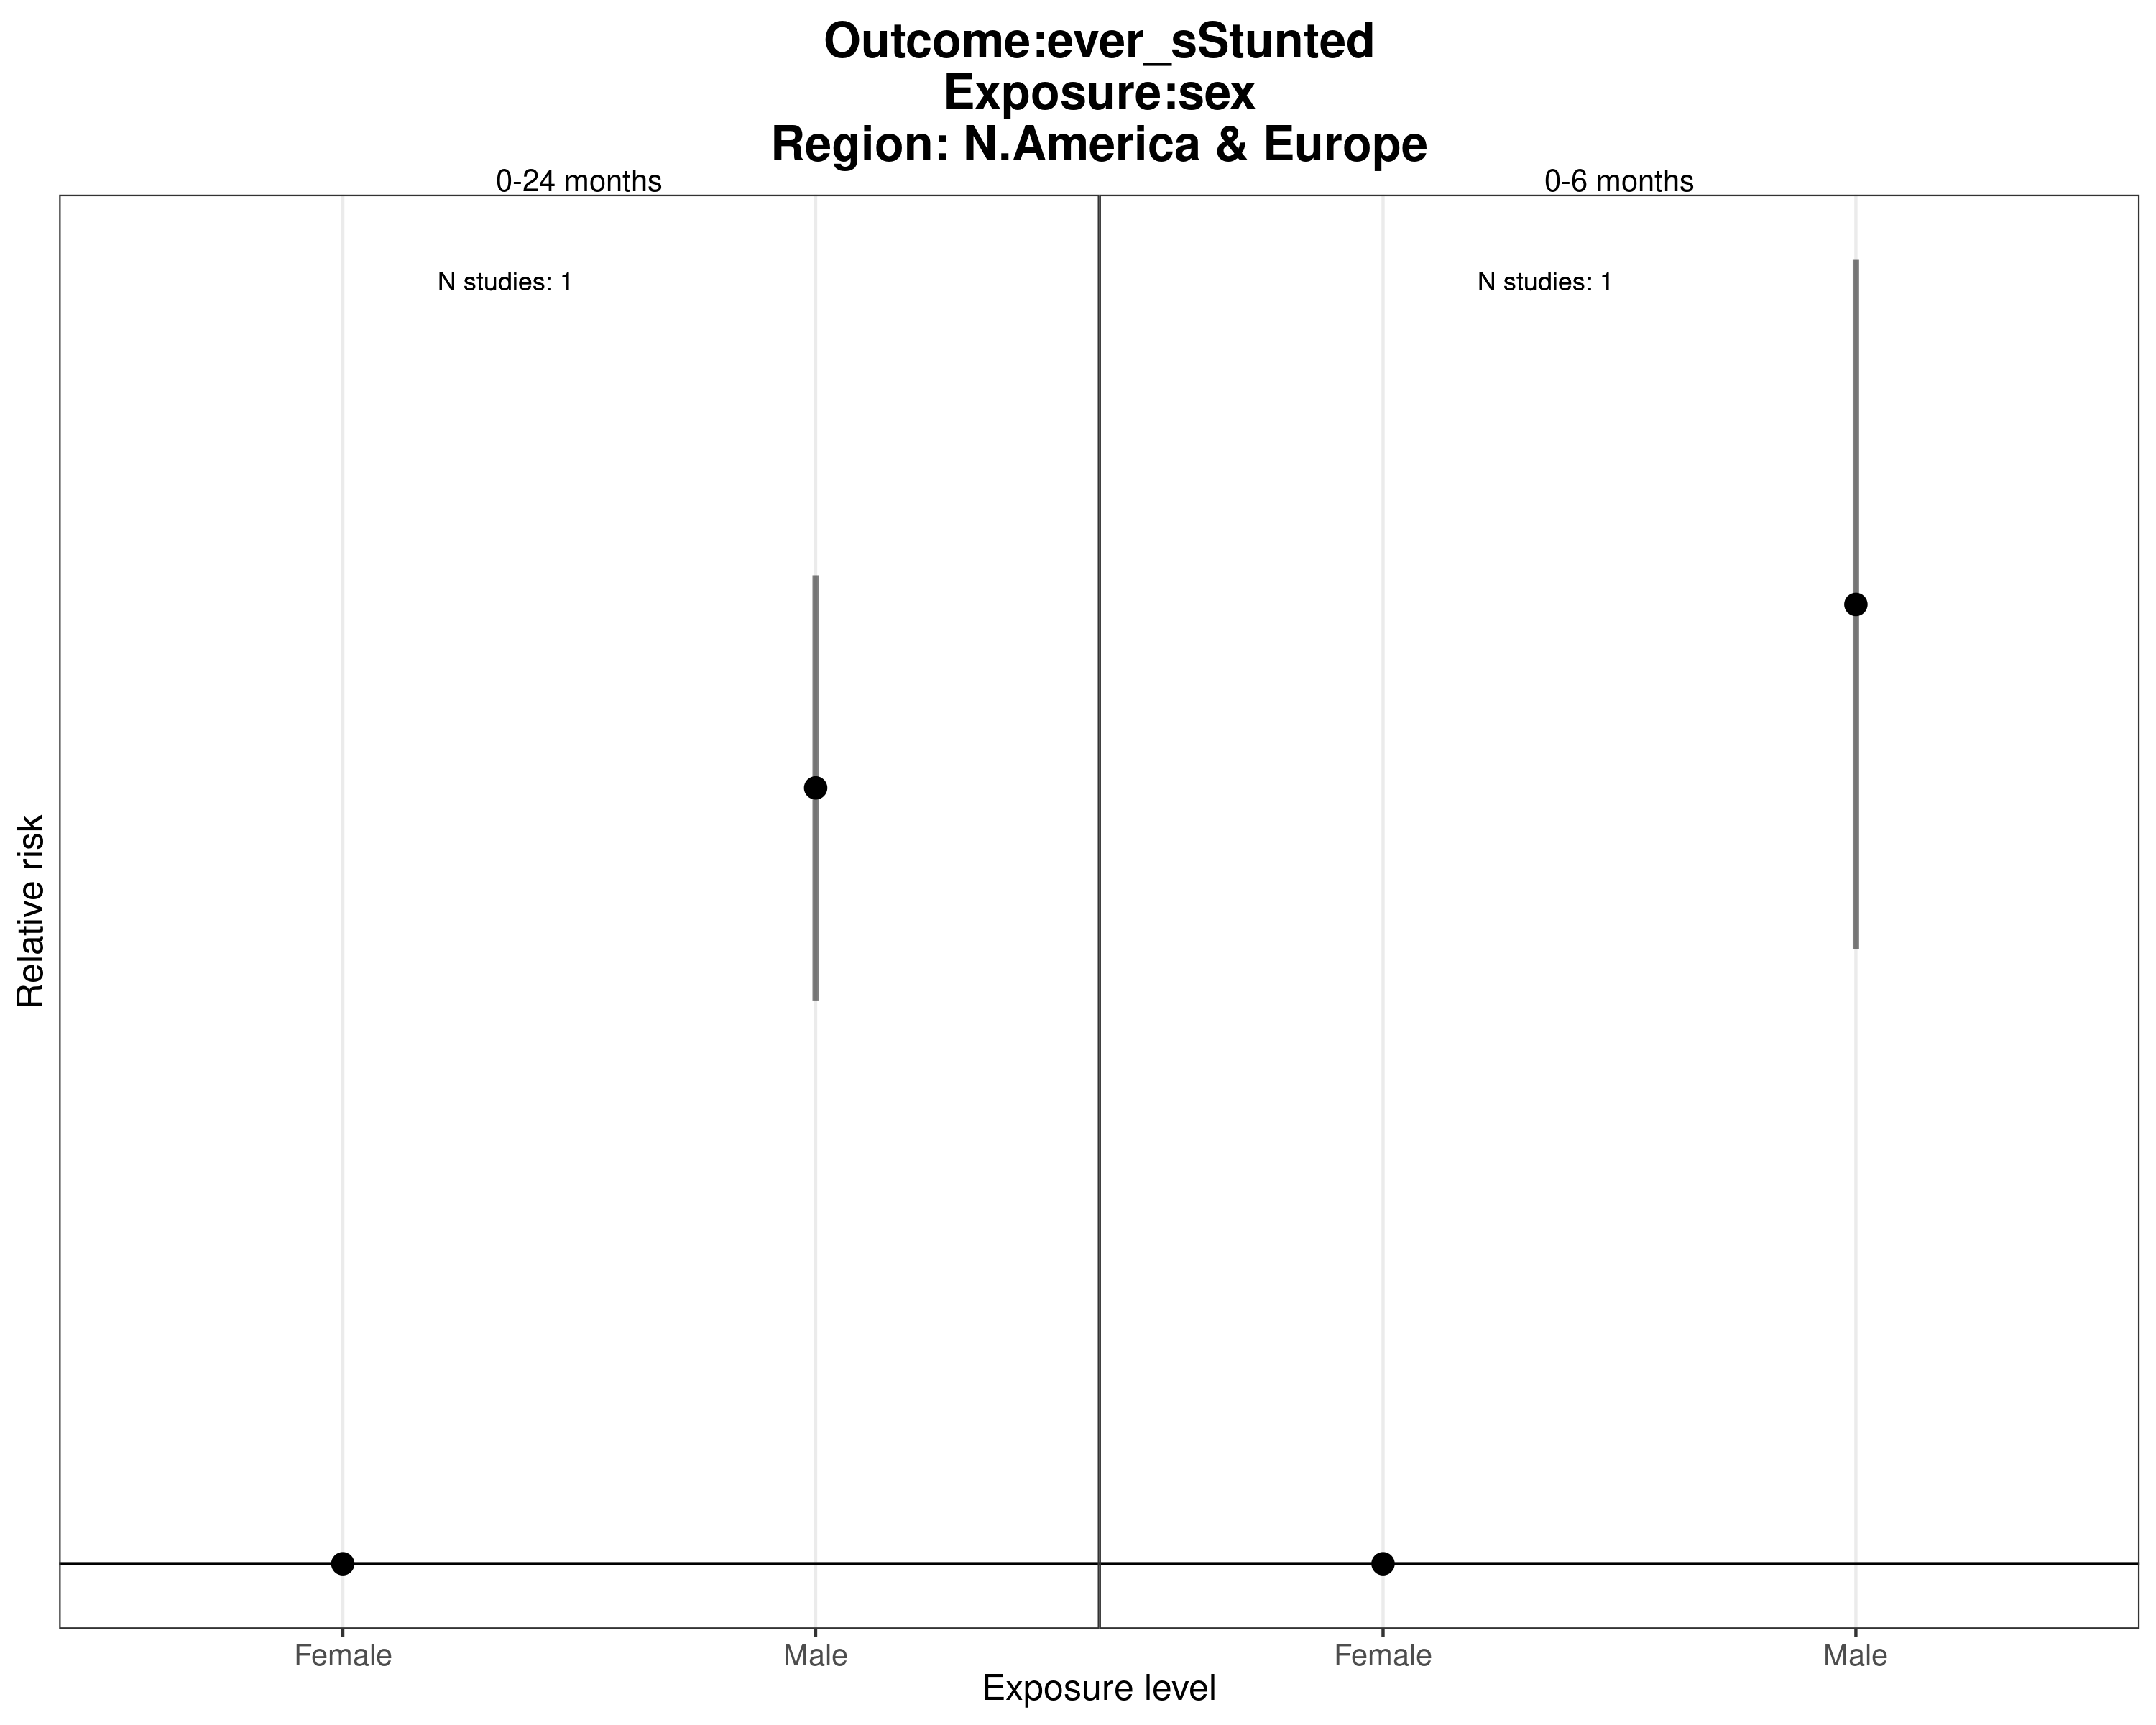 Outcome:ever_sStunted
Exposure:sex
Region: N.America & Europe
0-24 months
0-6 months
N studies: 1
N studies: 1
Relative risk
Female
Male
Female
Male
Exposure level